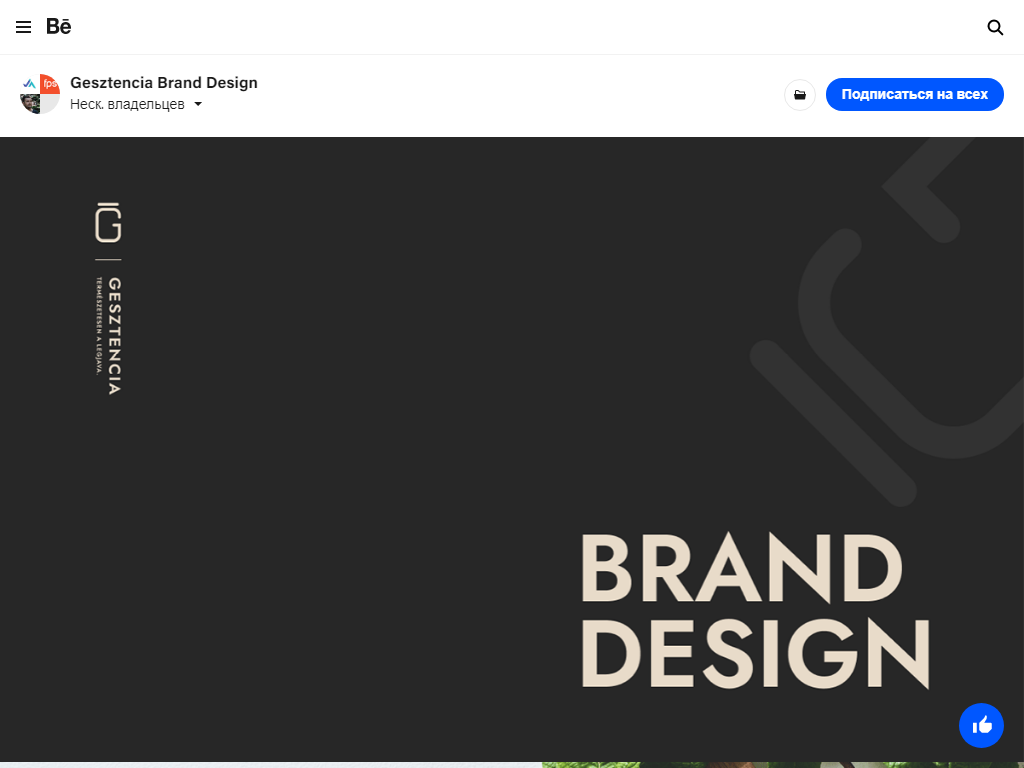 Bē
fps
Gesztencia Brand Design
Неск. владельцев
Подписаться на всех
GESZTENCIA
TERMÉSZETESEN A LEGJAVA.
BRAND
DESIGN